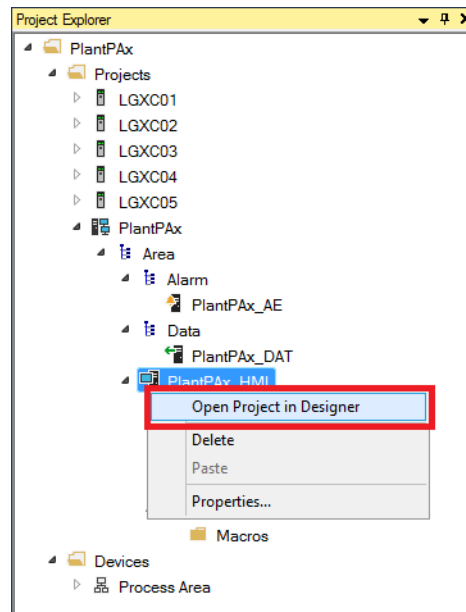 Project Explorer
PlantPAx
Projects
LGXC01
LGXC02
LGXC03
LGXC04
LGXC05
PlantPAx
Area
Alarm
PlantPAx_AE
Data
PlantPAx_DAT
PlantPAx_HMI
Open Project in Designer
Delete
Paste
Properties...
Macros
Devices
Process Area